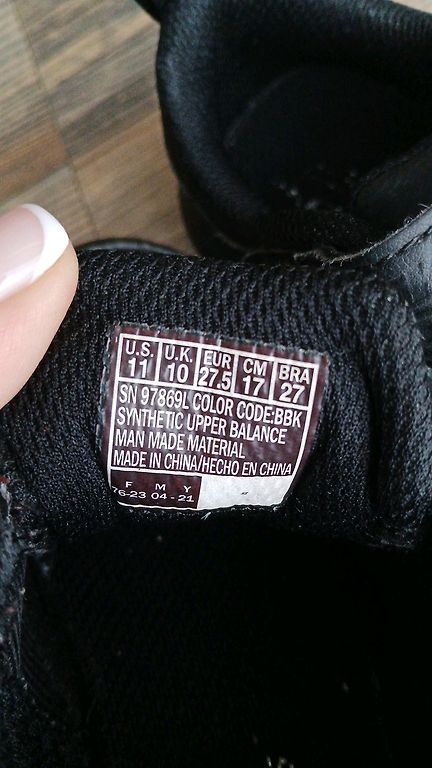 U.S. U.K. EUR CM BRA
11 10 27.5 17 27
SN 97869L COLOR CODE:BBK
SYNTHETIC UPPER BALANCE
MAN MADE MATERIAL
MADE IN CHINA/HECHO EN CHINA
F M Y
76-23 04-21